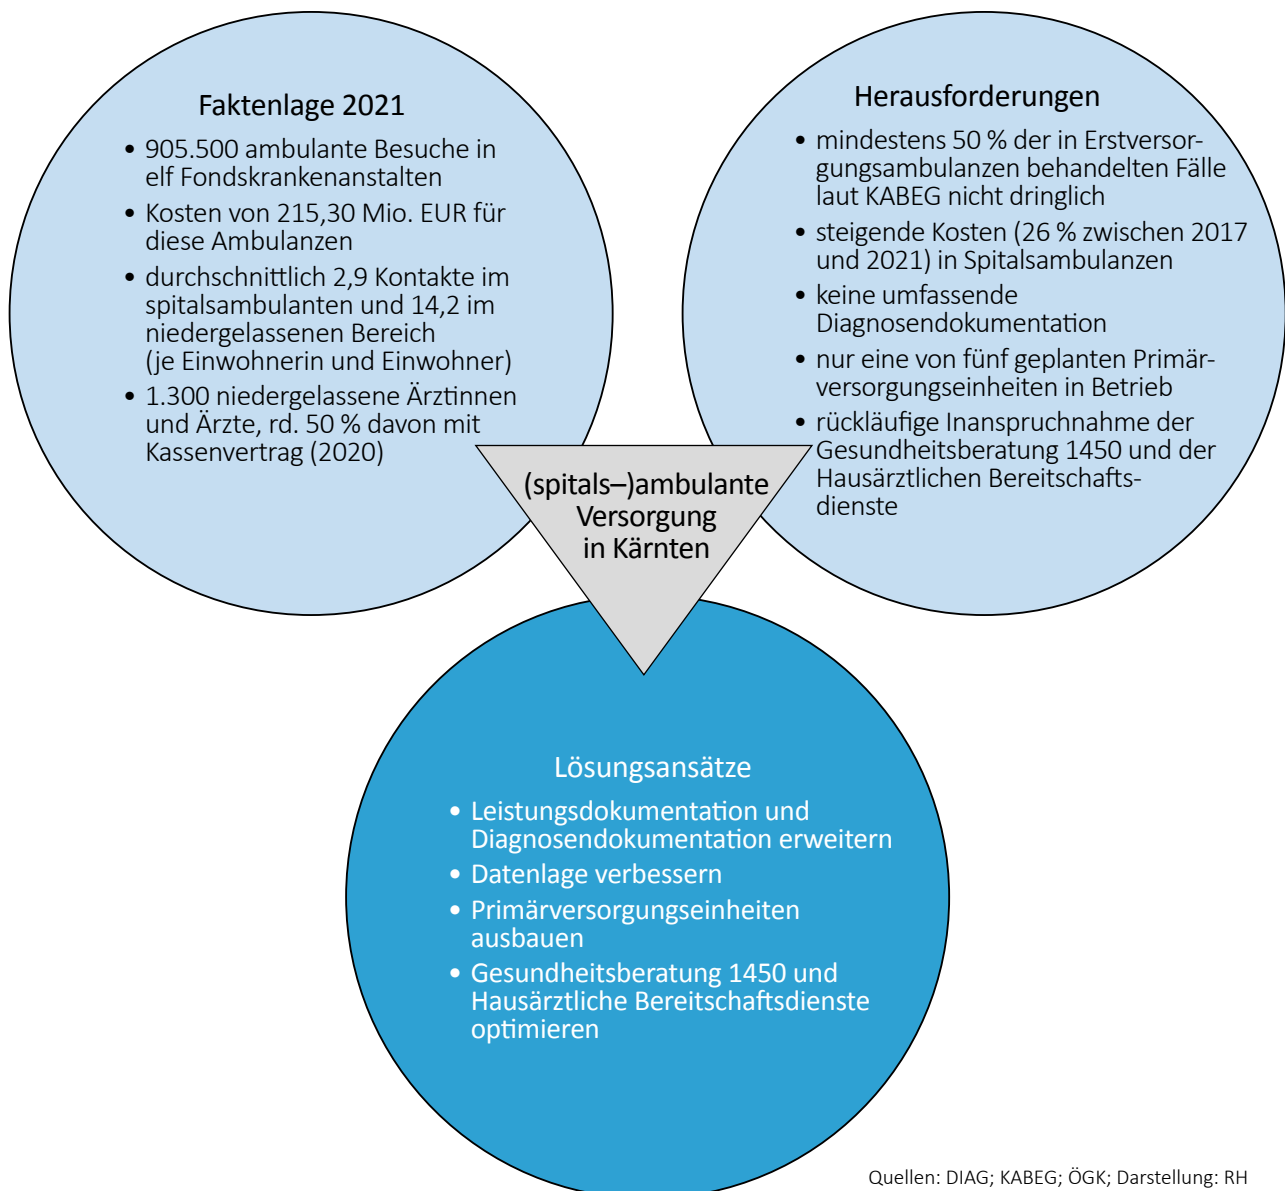 Faktenlage 2021
• 905.500 ambulante Besuche in
elf Fondskrankenanstalten
• Kosten von 215,30 Mio. EUR für
diese Ambulanzen
• durchschnittlich 2,9 Kontakte im
spitalsambulanten und 14,2 im
niedergelassenen Bereich
(je Einwohnerin und Einwohner)
• 1.300 niedergelassene Ärztinnen
und Ärzte, rd. 50 % davon mit
Kassenvertrag (2020)
Herausforderungen
• mindestens 50 % der in Erstversor-
gungsambulanzen behandelten Fälle
laut KABEG nicht dringlich
• steigende Kosten (26 % zwischen 2017
und 2021) in Spitalsambulanzen
• keine umfassende
Diagnosendokumentation
• nur eine von fünf geplanten Primär-
versorgungseinheiten in Betrieb
• rückläufige Inanspruchnahme der
Gesundheitsberatung 1450 und der
Hausärztlichen Bereitschafts-
dienste
(spitals–)ambulante
Versorgung
in Kärnten
Lösungsansätze
• Leistungsdokumentation und
Diagnosendokumentation erweitern
• Datenlage verbessern
• Primärversorgungseinheiten
ausbauen
• Gesundheitsberatung 1450 und
Hausärztliche Bereitschaftsdienste
optimieren
Quellen: DIAG; KABEG; ÖGK; Darstellung: RH